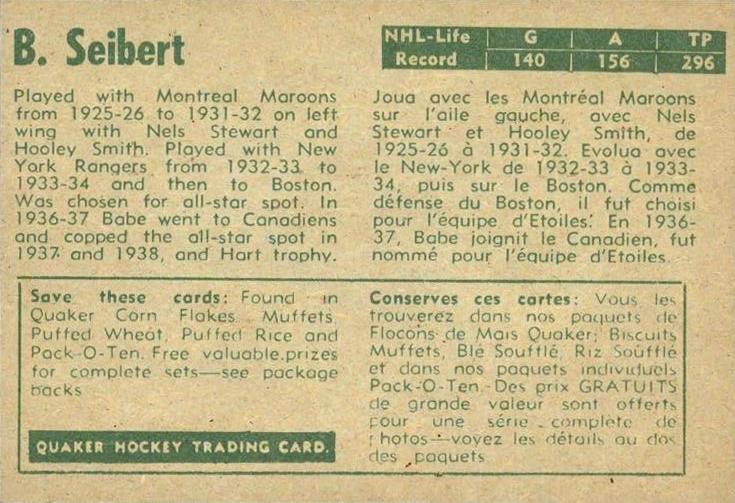 B. Seibert
NHL-Life Record | G | A | TP
140 | 156 | 296
Played with Montreal Maroons
from 1925-26 to 1931-32 on left
wing with Nels Stewart and
Hooley Smith. Played with New
York Rangers from 1932-33 to
1933-34 and then to Boston.
Was chosen for all-star spot. In
1936-37 Babe went to Canadiens
and copped the all-star spot in
1937 and 1938, and Hart trophy.
Joua avec les Montréal Maroons
sur l'aile gauche, avec Nels
Stewart et Hooley Smith, de
1925-26 à 1931-32. Evolua avec
le New-York de 1932-33 à 1933-
34, puis sur le Boston. Comme
défense du Boston, il fut choisi
pour l'équipe d'Etoiles. En 1936-
37, Babe joignit le Canadien, fut
nommé pour l'équipe d'Etoiles.
Save these cards: Found in
Quaker Corn Flakes, Muffets,
Puffed Wheat, Puffed Rice and
Pack-O-Ten. Free valuable prizes
for complete sets—see package
backs
QUAKER HOCKEY TRADING CARD.
Conserves ces cartes: Vous les
trouverez dans nos paquets de
Flocons de Mais Quaker, Biscuits
Muffets, Blé Soufflé, Riz Soufflé
et dans nos paquets individuels
Pack-O-Ten. Des prix GRATUITS
de grande valeur sont offerts
pour une série complete de
photos—voyez les détails au dos
des paquets